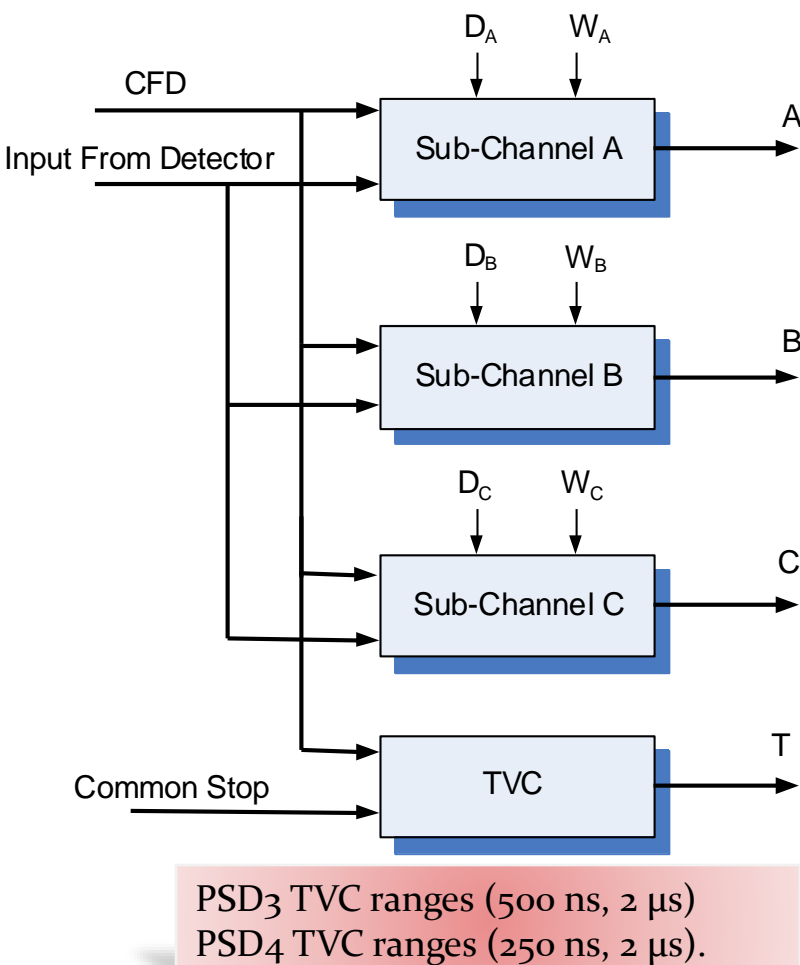 D_A W_A
CFD
A
Sub-Channel A
Input From Detector
D_B W_B
B
Sub-Channel B
D_C W_C
C
Sub-Channel C
T
TVC
Common Stop
PSD3 TVC ranges (500 ns, 2 µs)
PSD4 TVC ranges (250 ns, 2 µs).